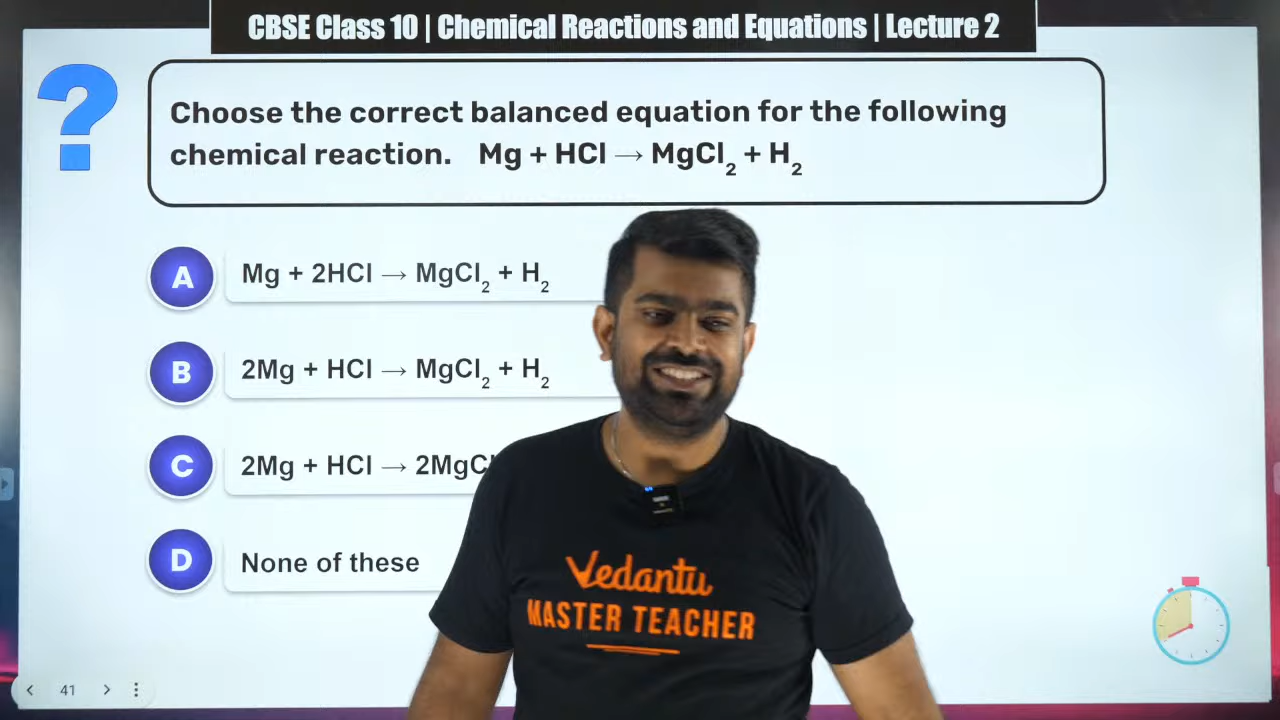 CBSE Class 10 | Chemical Reactions and Equations | Lecture 2
?
Choose the correct balanced equation for the following
chemical reaction. Mg + HCl → MgCl₂ + H₂
A Mg + 2HCl → MgCl₂ + H₂
B 2Mg + HCl → MgCl₂ + H₂
C 2Mg + HCl → 2MgC
D None of these
Vedantu
MASTER TEACHER
41